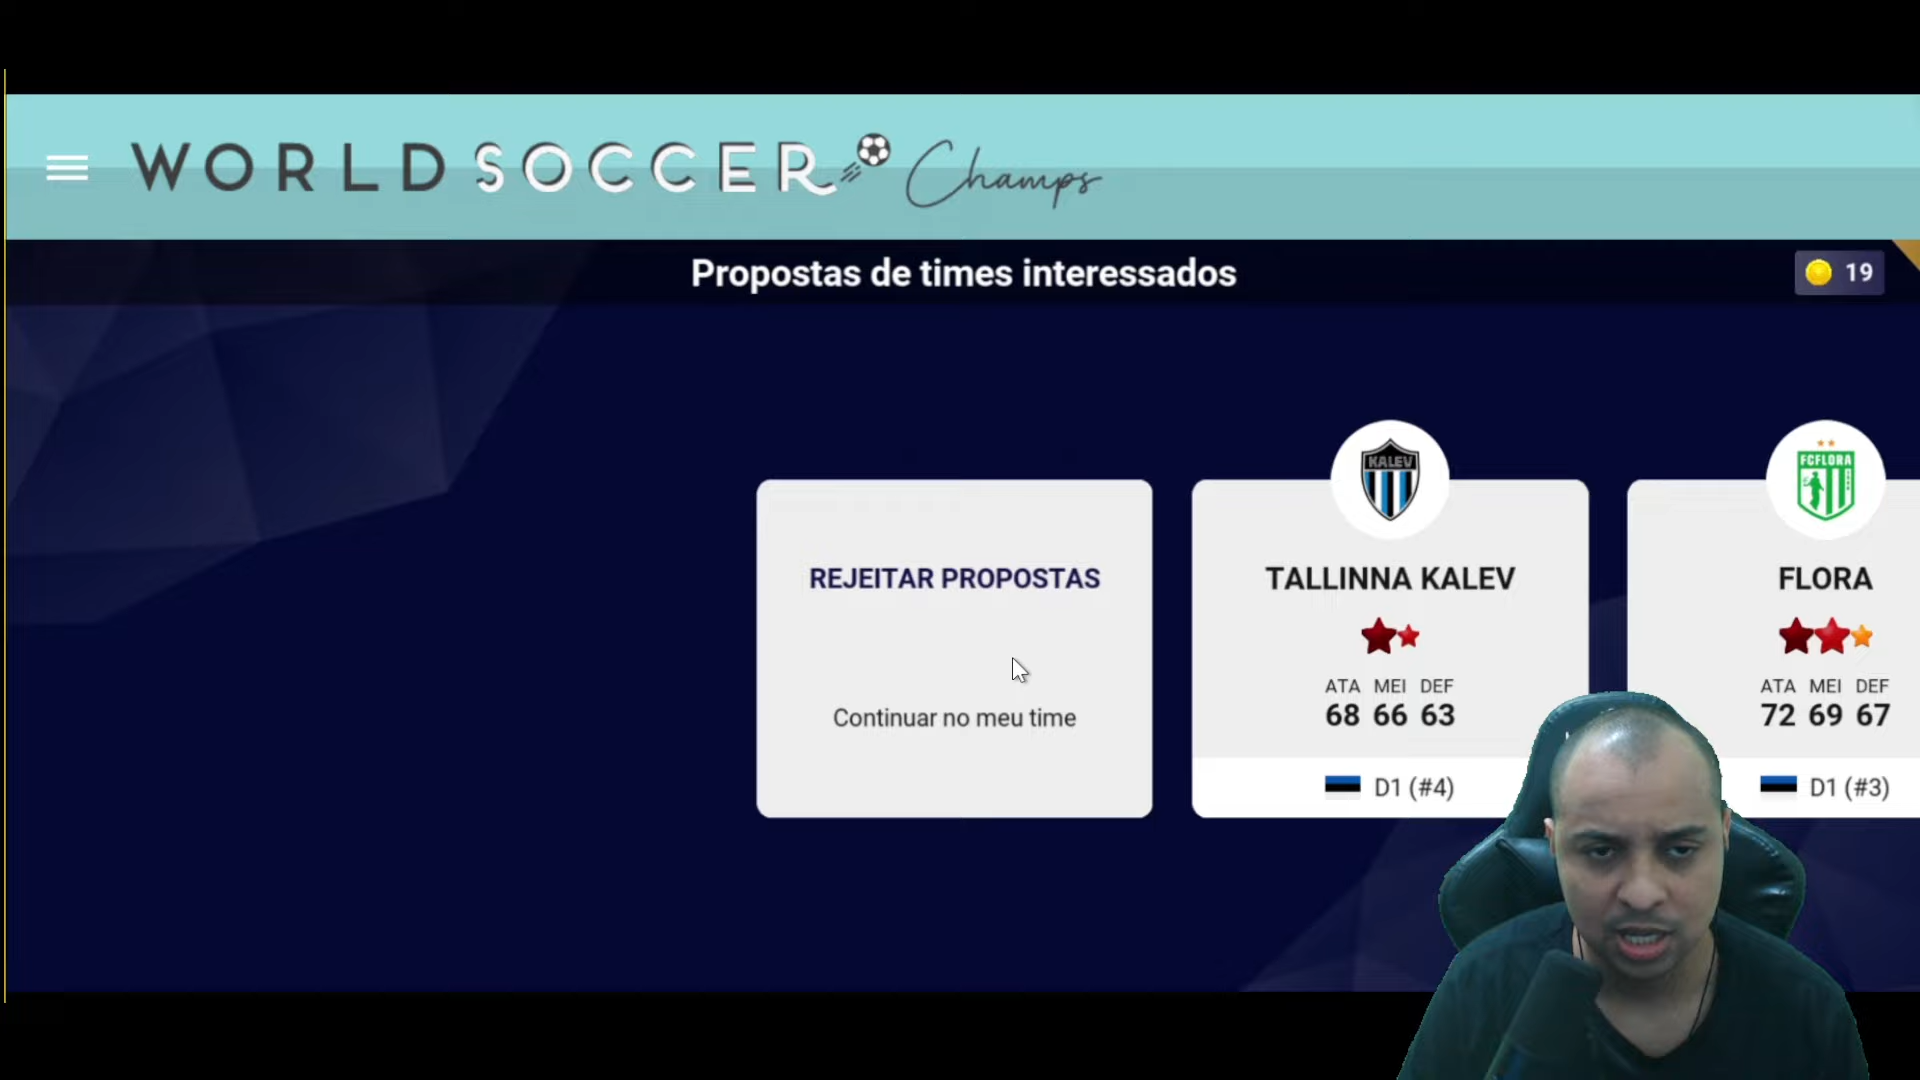 WORLD SOCCER Champs
Propostas de times interessados
19
REJEITAR PROPOSTAS
Continuar no meu time
KALEV
TALLINNA KALEV
ATA MEI DEF
68 66 63
D1 (#4)
FCFLORA
FLORA
ATA MEI DEF
72 69 67
D1 (#3)